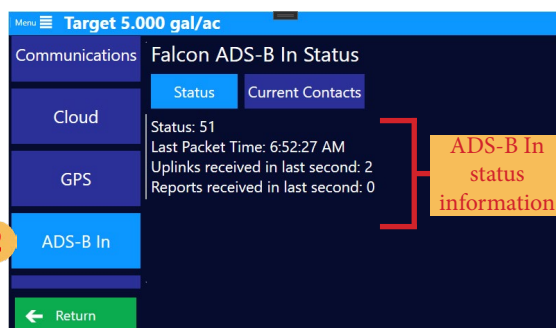 Menu Target 5.000 gal/ac
Communications
Cloud
GPS
ADS-B In
Return
Falcon ADS-B In Status
Status Current Contacts
Status: 51
Last Packet Time: 6:52:27 AM
Uplinks received in last second: 2
Reports received in last second: 0
ADS-B In
status
information